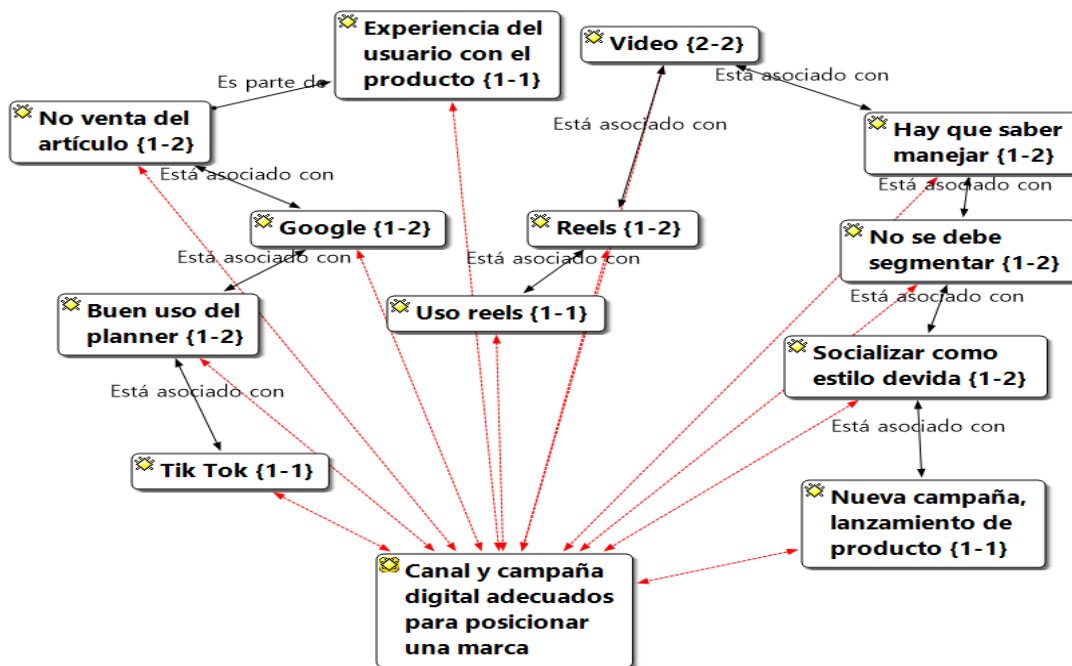 Experiencia del
usuario con el
producto {1-1}
Video {2-2}
Está asociado con
Es parte de
No venta del
artículo {1-2}
Está asociado con
Hay que saber
manejar {1-2}
Está asociado con
Está asociado con
Google {1-2}
Reels {1-2}
No se debe
segmentar {1-2}
Está asociado con
Está asociado con
Está asociado con
Buen uso del
planner {1-2}
Uso reels {1-1}
Socializar como
estilo devida {1-2}
Está asociado con
Está asociado con
Tik Tok {1-1}
Nueva campaña,
lanzamiento de
producto {1-1}
Canal y campaña
digital adecuados
para posicionar
una marca